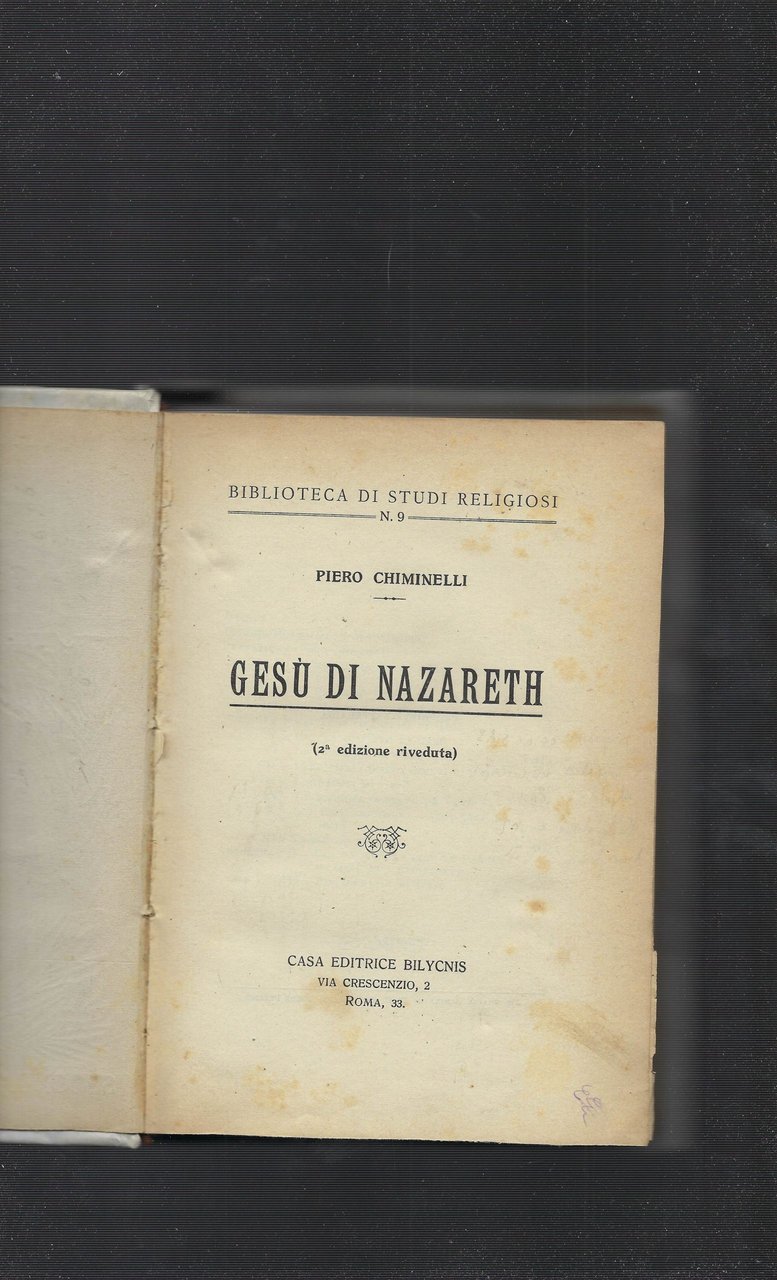 BIBLIOTECA DI STUDI RELIGIOSI
N. 9
PIERO CHIMINELLI
GESÙ DI NAZARETH
(2ª edizione riveduta)
CASA EDITRICE BILYCNIS
VIA CRESCENZIO, 2
ROMA, 33.